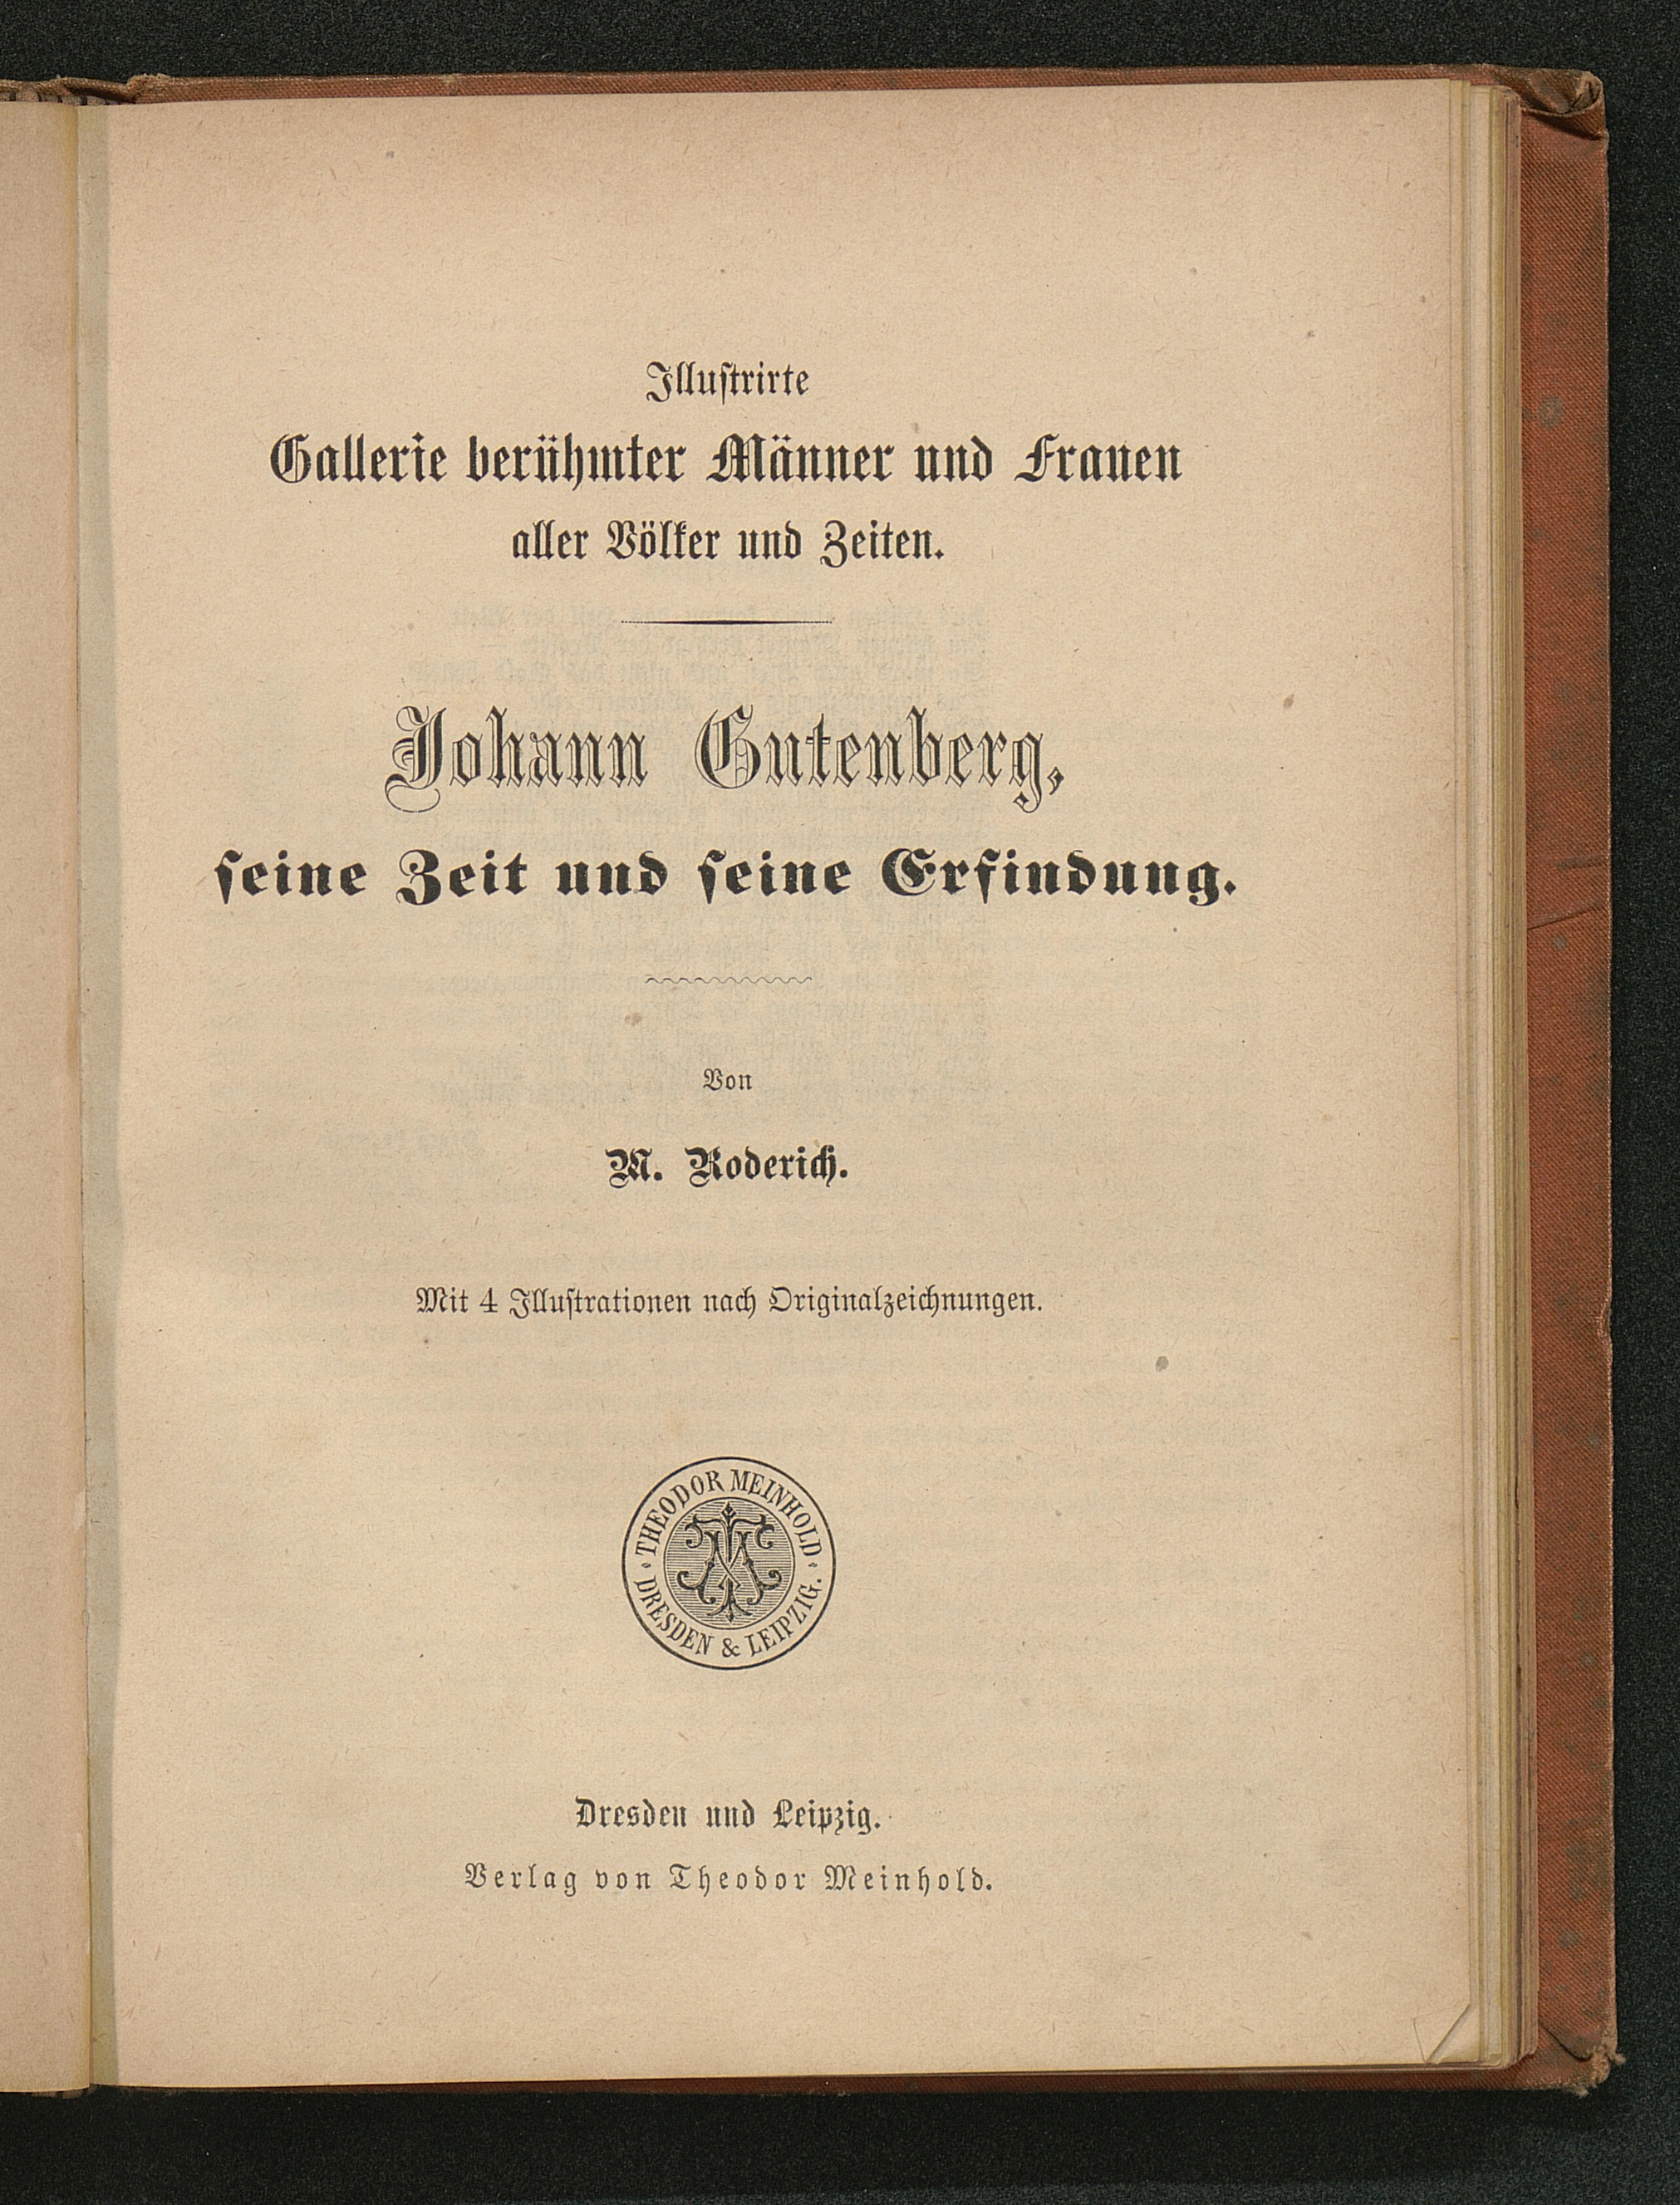 Illuſtrirte
Gallerie berühmter Männer und Frauen
aller Völker und Zeiten.
Johann Gutenberg,
ſeine Zeit und ſeine Erfindung.
Von
M. Roderich.
Mit 4 Illuſtrationen nach Originalzeichnungen.
THEODOR MEINHOLD
DRESDEN & LEIPZIG.
Dresden und Leipzig.
Verlag von Theodor Meinhold.